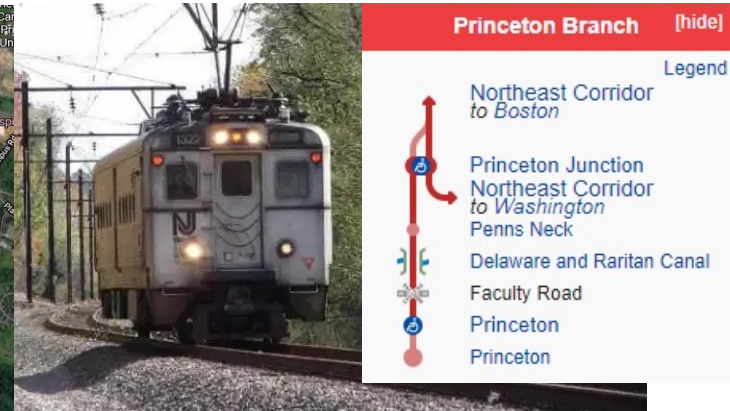 1322
NJ
Princeton Branch [hide]
Legend
Northeast Corridor
to Boston
Princeton Junction
Northeast Corridor
to Washington
Penns Neck
Delaware and Raritan Canal
Faculty Road
Princeton
Princeton